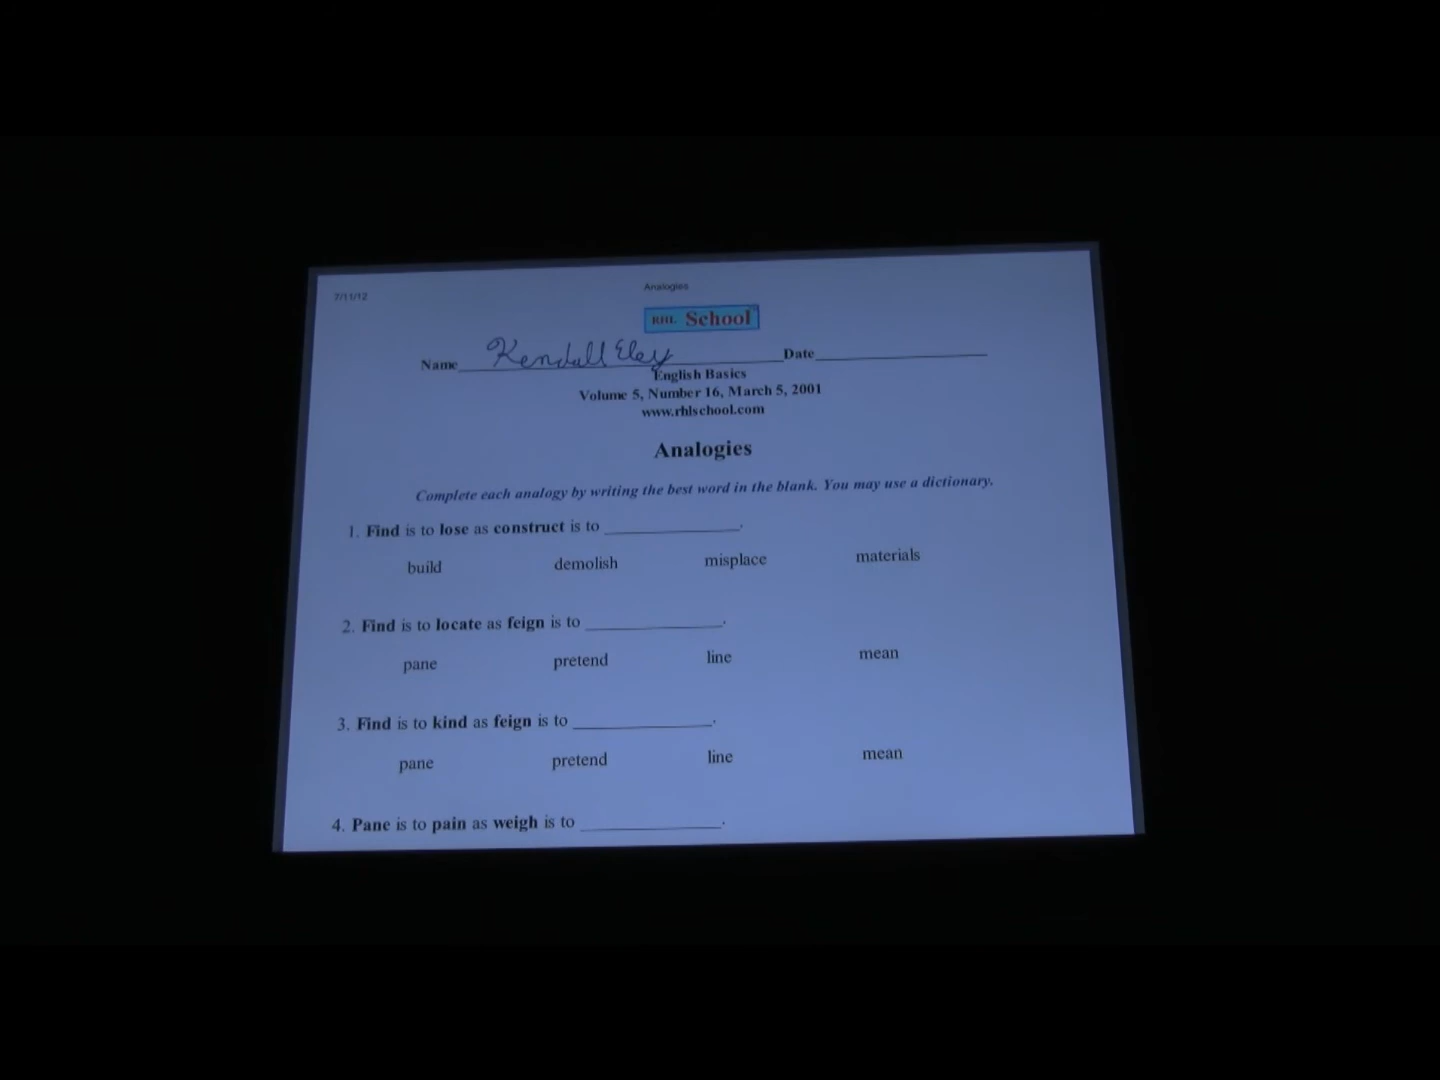 7/11/12 Analogies
RHL School
Name Kendall Eley Date
English Basics
Volume 5, Number 16, March 5, 2001
www.rhlschool.com
Analogies
Complete each analogy by writing the best word in the blank. You may use a dictionary.
1. Find is to lose as construct is to ____________.
build demolish misplace materials
2. Find is to locate as feign is to ____________.
pane pretend line mean
3. Find is to kind as feign is to ____________.
pane pretend line mean
4. Pane is to pain as weigh is to ____________.